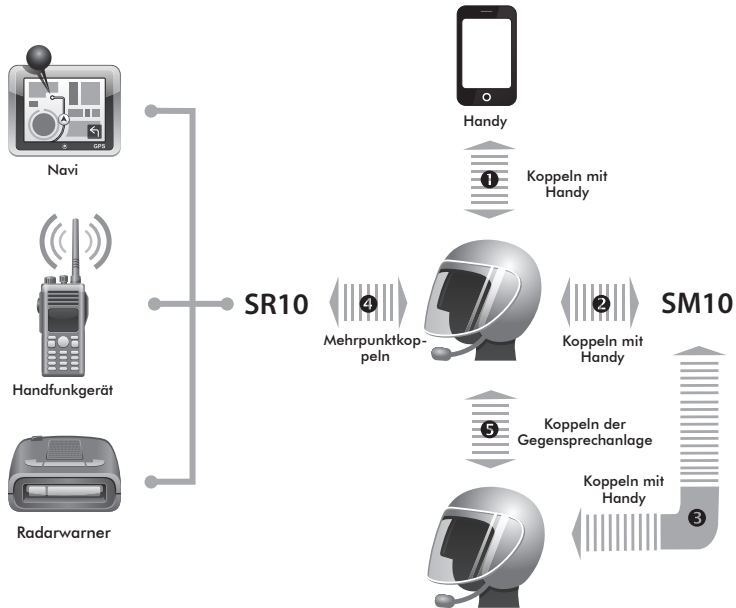 Handy
GPS
Navi
❶
Koppeln mit
Handy
SR10
❹
❷
SM10
Mehrpunktkop-
peln
Koppeln mit
Handy
Handfunkgerät
❺
Koppeln der
Gegensprechanlage
Koppeln mit
Handy
❸
Radarwarner